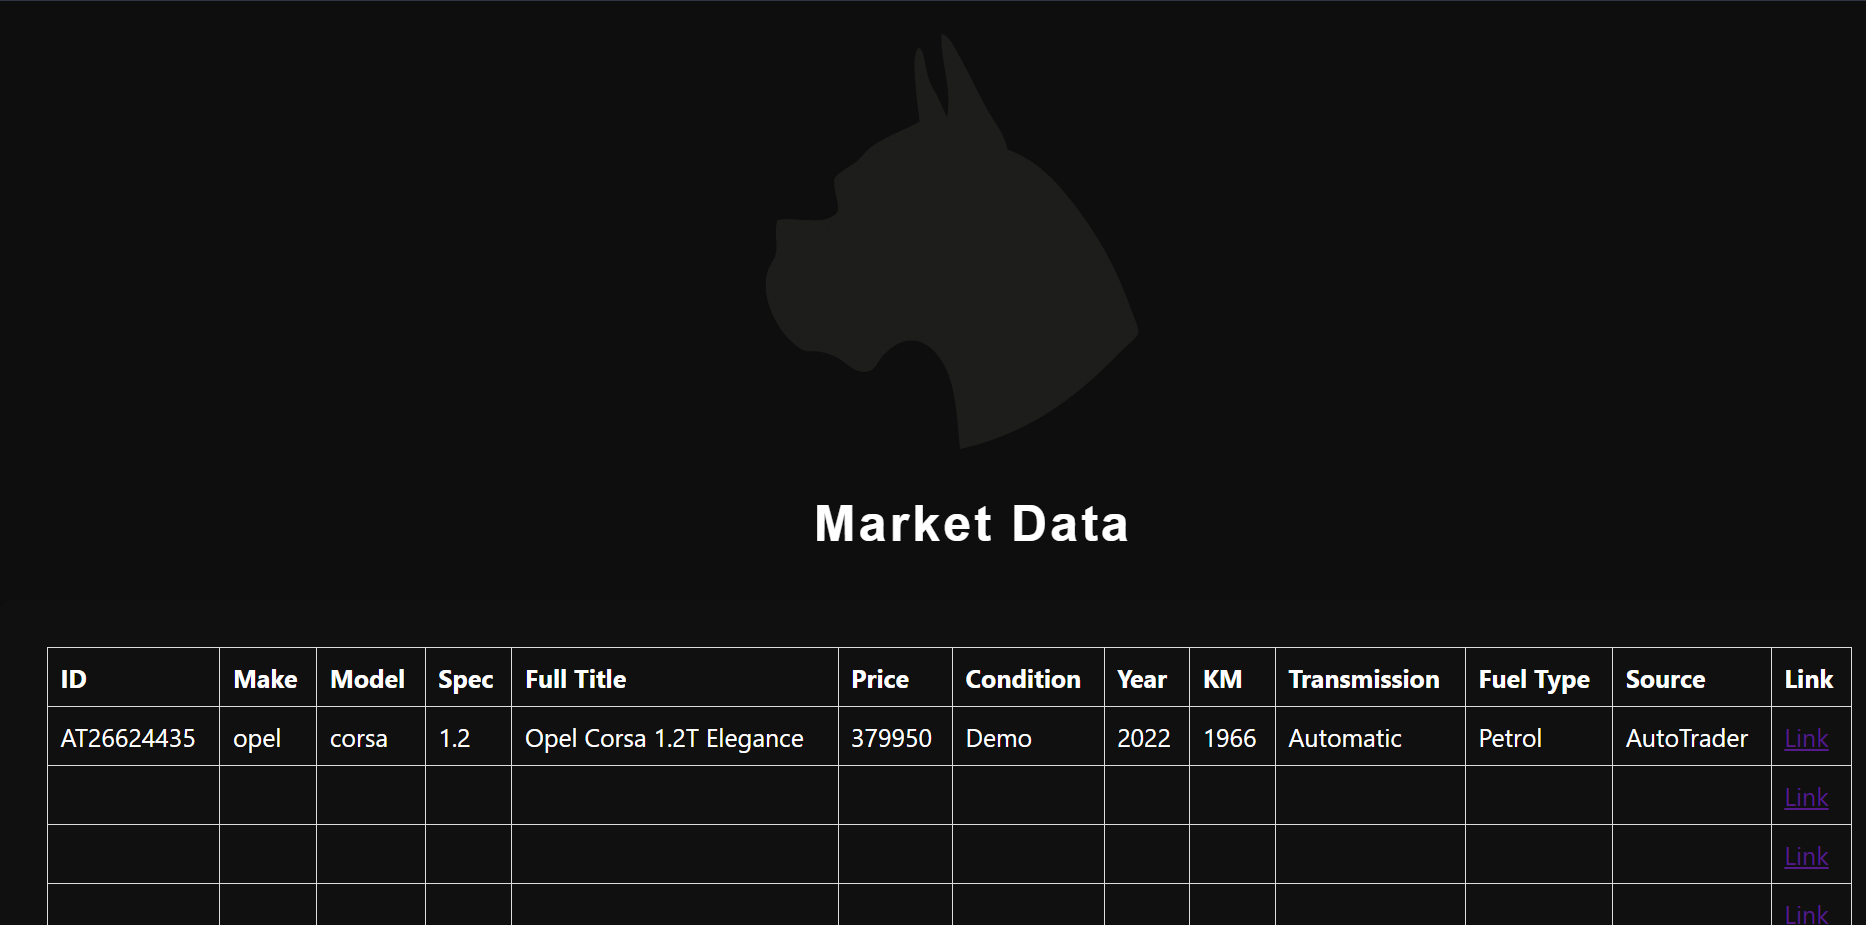 Market Data
ID Make Model Spec Full Title Price Condition Year KM Transmission Fuel Type Source Link
AT26624435 opel corsa 1.2 Opel Corsa 1.2T Elegance 379950 Demo 2022 1966 Automatic Petrol AutoTrader Link
Link
Link
Link